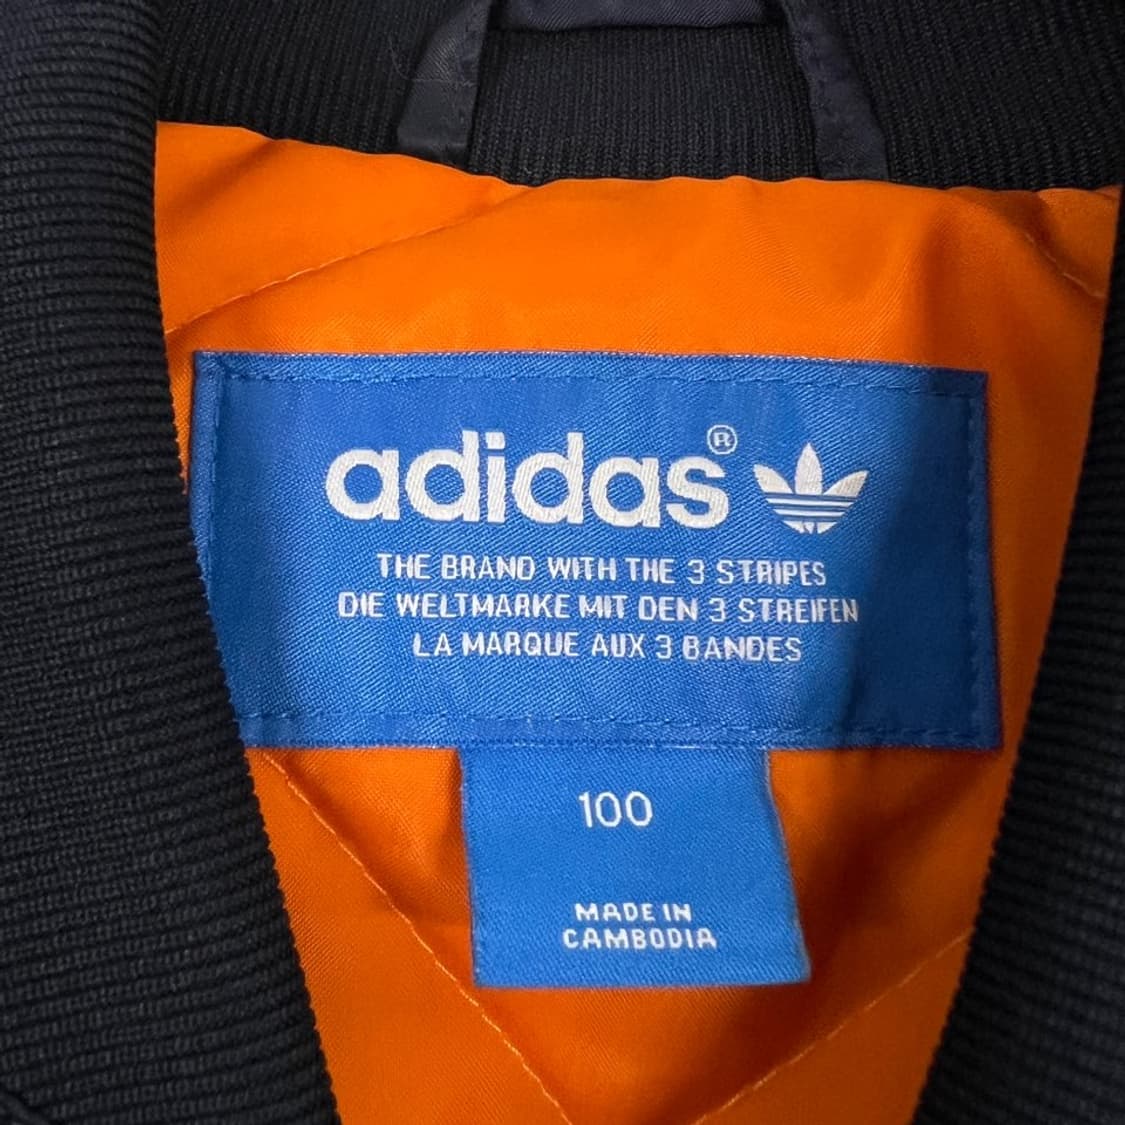 adidas®
THE BRAND WITH THE 3 STRIPES
DIE WELTMARKE MIT DEN 3 STREIFEN
LA MARQUE AUX 3 BANDES
100
MADE IN
CAMBODIA